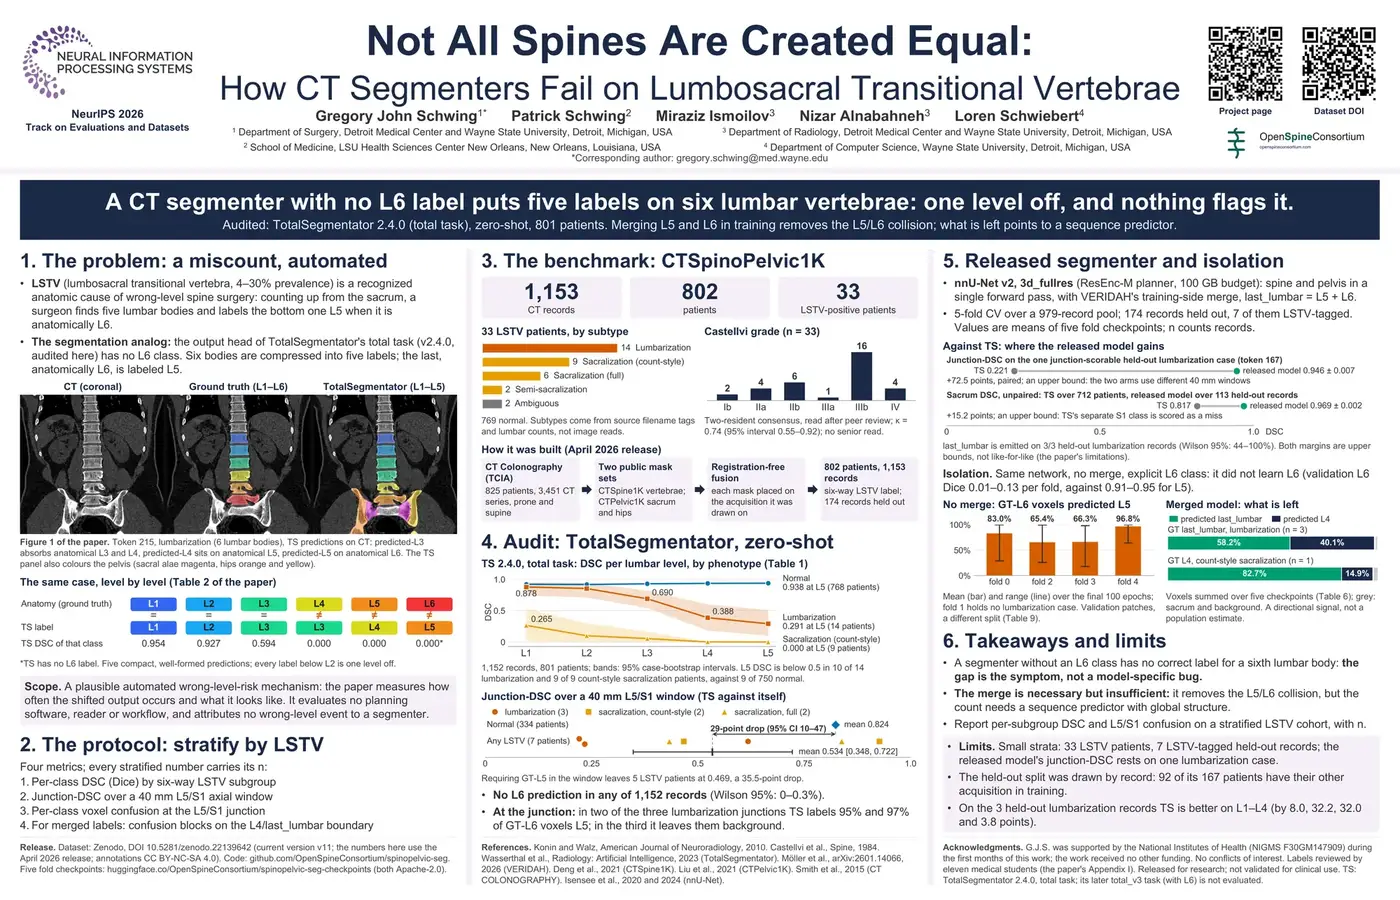 NEURAL INFORMATION
PROCESSING SYSTEMS
NeurIPS 2026
Track on Evaluations and Datasets
Not All Spines Are Created Equal:
How CT Segmenters Fail on Lumbosacral Transitional Vertebrae
Gregory John Schwing1* Patrick Schwing2 Miraziz Ismoilov3 Nizar Alnabahneh3 Loren Schwiebert4
1 Department of Surgery, Detroit Medical Center and Wayne State University, Detroit, Michigan, USA
3 Department of Radiology, Detroit Medical Center and Wayne State University, Detroit, Michigan, USA
2 School of Medicine, LSU Health Sciences Center New Orleans, New Orleans, Louisiana, USA
4 Department of Computer Science, Wayne State University, Detroit, Michigan, USA
*Corresponding author: gregory.schwing@med.wayne.edu
Project page
Dataset DOI
OpenSpineConsortium
openspineconsortium.com
A CT segmenter with no L6 label puts five labels on six lumbar vertebrae: one level off, and nothing flags it.
Audited: TotalSegmentator 2.4.0 (total task), zero-shot, 801 patients. Merging L5 and L6 in training removes the L5/L6 collision; what is left points to a sequence predictor.
1. The problem: a miscount, automated
• LSTV (lumbosacral transitional vertebra, 4–30% prevalence) is a recognized
anatomic cause of wrong-level spine surgery: counting up from the sacrum, a
surgeon finds five lumbar bodies and labels the bottom one L5 when it is
anatomically L6.
• The segmentation analog: the output head of TotalSegmentator's total task (v2.4.0,
audited here) has no L6 class. Six bodies are compressed into five labels; the last,
anatomically L6, is labeled L5.
CT (coronal)
Ground truth (L1–L6)
TotalSegmentator (L1–L5)
Figure 1 of the paper. Token 215, lumbarization (6 lumbar bodies), TS predictions on CT; predicted-L3
absorbs anatomical L3 and L4, predicted-L4 sits on anatomical L5, predicted-L5 on anatomical L6. The TS
panel also colours the pelvis (sacral alae magenta, hips orange and yellow).
The same case, level by level (Table 2 of the paper)
Anatomy (ground truth) L1 L2 L3 L4 L5 L6
= = = ≠ ≠ ≠
TS label L1 L2 L3 L3 L4 L5
TS DSC of that class 0.954 0.927 0.594 0.000 0.000 0.000*
*TS has no L6 label. Five compact, well-formed predictions; every label below L2 is one level off.
Scope. A plausible automated wrong-level-risk mechanism: the paper measures how
often the shifted output occurs and what it looks like. It evaluates no planning
software, reader or workflow, and attributes no wrong-level event to a segmenter.
2. The protocol: stratify by LSTV
Four metrics; every stratified number carries its n:
1. Per-class DSC (Dice) by six-way LSTV subgroup
2. Junction-DSC over a 40 mm L5/S1 axial window
3. Per-class voxel confusion at the L5/S1 junction
4. For merged labels: confusion blocks on the L4/last_lumbar boundary
Release. Dataset: Zenodo, DOI 10.5281/zenodo.22139642 (current version v11; the numbers here use the
April 2026 release; annotations CC BY-NC-SA 4.0). Code: github.com/OpenSpineConsortium/spinopelvic-seg.
Five fold checkpoints: huggingface.co/OpenSpineConsortium/spinopelvic-seg-checkpoints (both Apache-2.0).
3. The benchmark: CTSpinoPelvic1K
1,153
CT records
802
patients
33
LSTV-positive patients
33 LSTV patients, by subtype
14 Lumbarization
9 Sacralization (count-style)
6 Sacralization (full)
2 Semi-sacralization
2 Ambiguous
769 normal. Subtypes come from source filename tags
and lumbar counts, not image reads.
Castellvi grade (n = 33)
2 4 6 1 16 4
Ib IIa IIb IIIa IIIb IV
Two-resident consensus, read after peer review; κ =
0.74 (95% interval 0.55–0.92); no senior read.
How it was built (April 2026 release)
CT Colonography
(TCIA)
825 patients, 3,451 CT
series, prone and
supine
Two public mask
sets
CTSpine1K vertebrae;
CTPelvic1K sacrum
and hips
Registration-free
fusion
each mask placed on
the acquisition it was
drawn on
802 patients, 1,153
records
six-way LSTV label;
174 records held out
4. Audit: TotalSegmentator, zero-shot
TS 2.4.0, total task: DSC per lumbar level, by phenotype (Table 1)
DSC
1.0
0.5
0
0.878
0.265
0.690
0.388
L1 L2 L3 L4 L5
Normal
0.938 at L5 (768 patients)
Lumbarization
0.291 at L5 (14 patients)
Sacralization (count-style)
0.000 at L5 (9 patients)
1,152 records, 801 patients; bands: 95% case-bootstrap intervals. L5 DSC is below 0.5 in 10 of 14
lumbarization and 9 of 9 count-style sacralization patients, against 9 of 750 normal.
Junction-DSC over a 40 mm L5/S1 window (TS against itself)
lumbarization (3) sacralization, count-style (2) sacralization, full (2)
Normal (334 patients)
29-point drop (95% CI 10–47)
mean 0.824
Any LSTV (7 patients)
mean 0.534 [0.348, 0.722]
0 0.25 0.5 0.75 1.0
Requiring GT-L5 in the window leaves 5 LSTV patients at 0.469, a 35.5-point drop.
• No L6 prediction in any of 1,152 records (Wilson 95%: 0–0.3%).
• At the junction: in two of the three lumbarization junctions TS labels 95% and 97%
of GT-L6 voxels L5; in the third it leaves them background.
References. Konin and Walz, American Journal of Neuroradiology, 2010. Castellvi et al., Spine, 1984.
Wasserthal et al., Radiology: Artificial Intelligence, 2023 (TotalSegmentator). Möller et al., arXiv:2601.14066,
2026 (VERIDAH). Deng et al., 2021 (CTSpine1K). Liu et al., 2021 (CTPelvic1K). Smith et al., 2015 (CT
COLONOGRAPHY). Isensee et al., 2020 and 2024 (nnU-Net).
5. Released segmenter and isolation
• nnU-Net v2, 3d_fullres (ResEnc-M planner, 100 GB budget): spine and pelvis in a
single forward pass, with VERIDAH's training-side merge, last_lumbar = L5 + L6.
• 5-fold CV over a 979-record pool; 174 records held out, 7 of them LSTV-tagged.
Values are means of five fold checkpoints; n counts records.
Against TS: where the released model gains
Junction-DSC on the one junction-scorable held-out lumbarization case (token 167)
TS 0.221
released model 0.946 ± 0.007
+72.5 points, paired; an upper bound: the two arms use different 40 mm windows
Sacrum DSC, unpaired: TS over 712 patients, released model over 113 held-out records
TS 0.817
released model 0.969 ± 0.002
+15.2 points; an upper bound: TS's separate S1 class is scored as a miss
0 0.5 1.0 DSC
last_lumbar is emitted on 3/3 held-out lumbarization records (Wilson 95%: 44–100%). Both margins are upper
bounds, not like-for-like (the paper's limitations).
Isolation. Same network, no merge, explicit L6 class: it did not learn L6 (validation L6
Dice 0.01–0.13 per fold, against 0.91–0.95 for L5).
No merge: GT-L6 voxels predicted L5
83.0% 65.4% 66.3% 96.8%
100%
50%
0%
fold 0 fold 2 fold 3 fold 4
Mean (bar) and range (line) over the final 100 epochs;
fold 1 holds no lumbarization case. Validation patches,
a different split (Table 9).
Merged model: what is left
predicted last_lumbar predicted L4
GT last_lumbar, lumbarization (n = 3)
58.2% 40.1%
GT L4, count-style sacralization (n = 1)
82.7% 14.9%
Voxels summed over five checkpoints (Table 6); grey:
sacrum and background. A directional signal, not a
population estimate.
6. Takeaways and limits
• A segmenter without an L6 class has no correct label for a sixth lumbar body: the
gap is the symptom, not a model-specific bug.
• The merge is necessary but insufficient: it removes the L5/L6 collision, but the
count needs a sequence predictor with global structure.
• Report per-subgroup DSC and L5/S1 confusion on a stratified LSTV cohort, with n.
• Limits. Small strata: 33 LSTV patients, 7 LSTV-tagged held-out records; the
released model's junction-DSC rests on one lumbarization case.
• The held-out split was drawn by record: 92 of its 167 patients have their other
acquisition in training.
• On the 3 held-out lumbarization records TS is better on L1–L4 (by 8.0, 32.2, 32.0
and 3.8 points).
Acknowledgments. G.J.S. was supported by the National Institutes of Health (NIGMS F30GM147909) during
the first months of this work; the work received no other funding. No conflicts of interest. Labels reviewed by
eleven medical students (the paper's Appendix I). Released for research; not validated for clinical use. TS:
TotalSegmentator 2.4.0, total task; its later total_v3 task (with L6) is not evaluated.